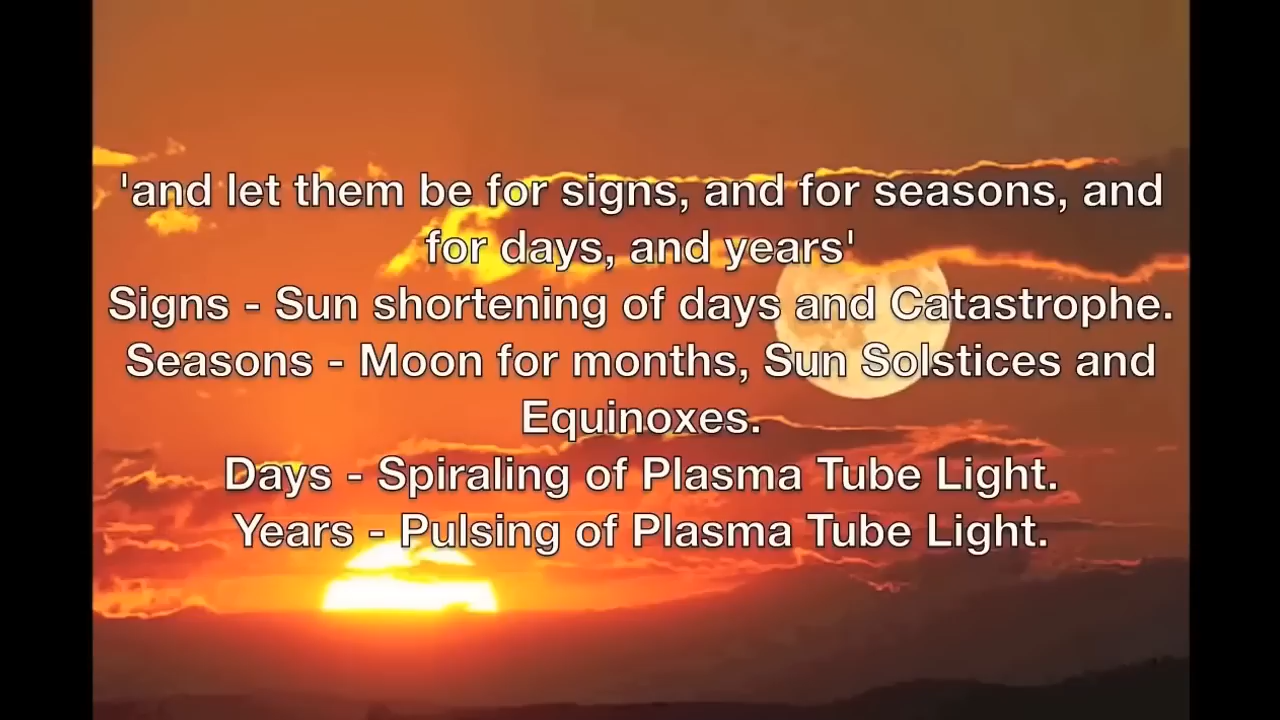 'and let them be for signs, and for seasons, and
for days, and years'
Signs - Sun shortening of days and Catastrophe.
Seasons - Moon for months, Sun Solstices and
Equinoxes.
Days - Spiraling of Plasma Tube Light.
Years - Pulsing of Plasma Tube Light.